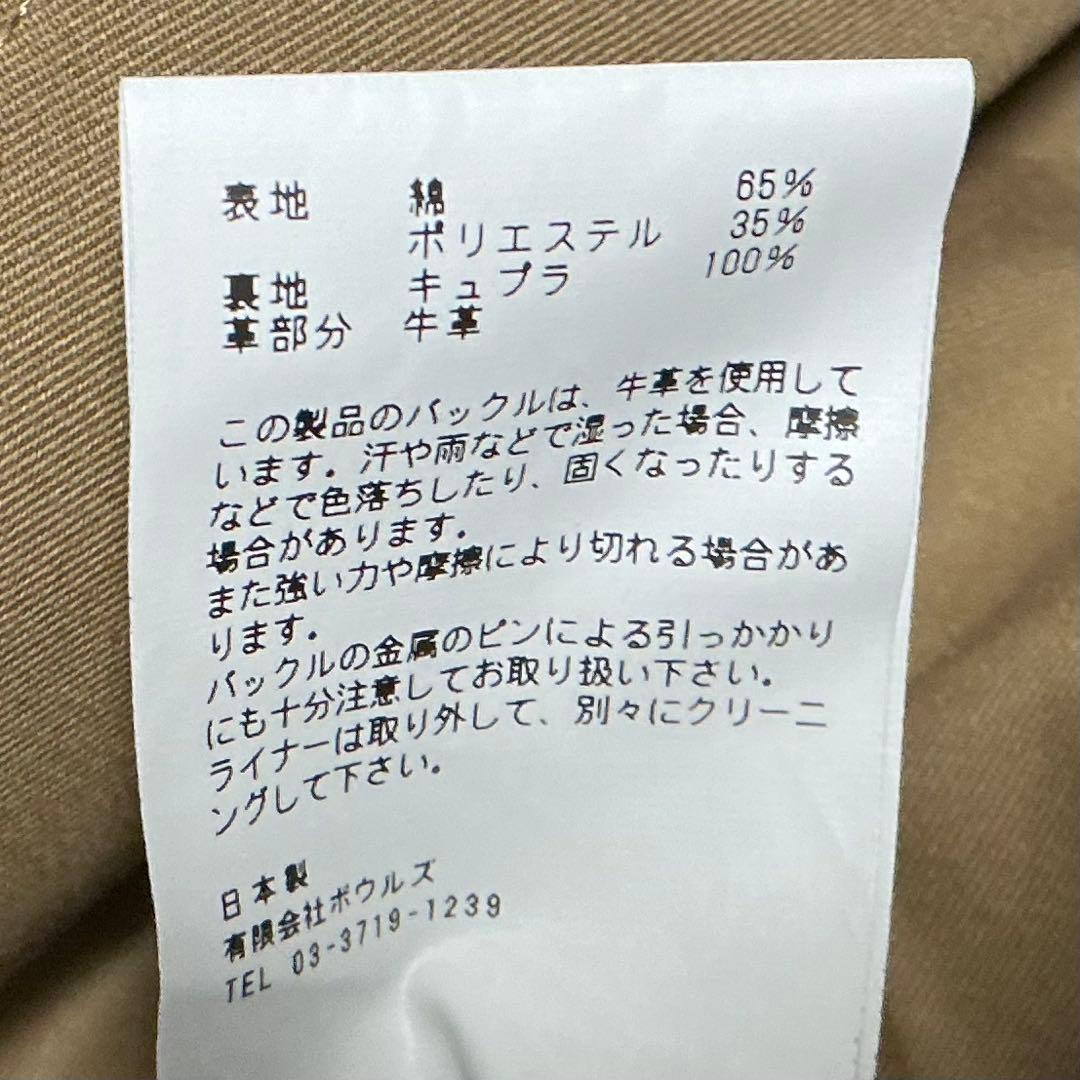 表地 綿 65%
ポリエステル 35%
裏地 キュプラ 100%
革部分 牛革
この製品のバックルは、牛革を使用して
います。汗や雨などで湿った場合、摩擦
などで色落ちしたり、固くなったりする
場合があります。
また強い力や摩擦により切れる場合があ
ります。
バックルの金属のピンによる引っかかり
にも十分注意してお取り扱い下さい。
ライナーは取り外して、別々にクリーニ
ングして下さい。
日本製
有限会社ボウルズ
TEL 03-3719-1239